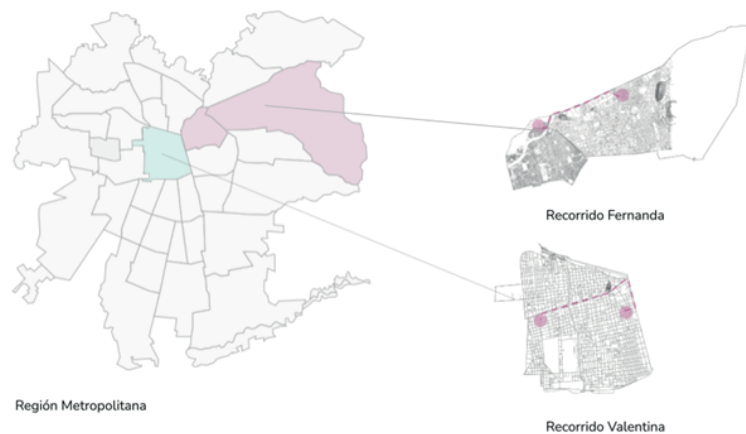 Recorrido Fernanda
Región Metropolitana
Recorrido Valentina